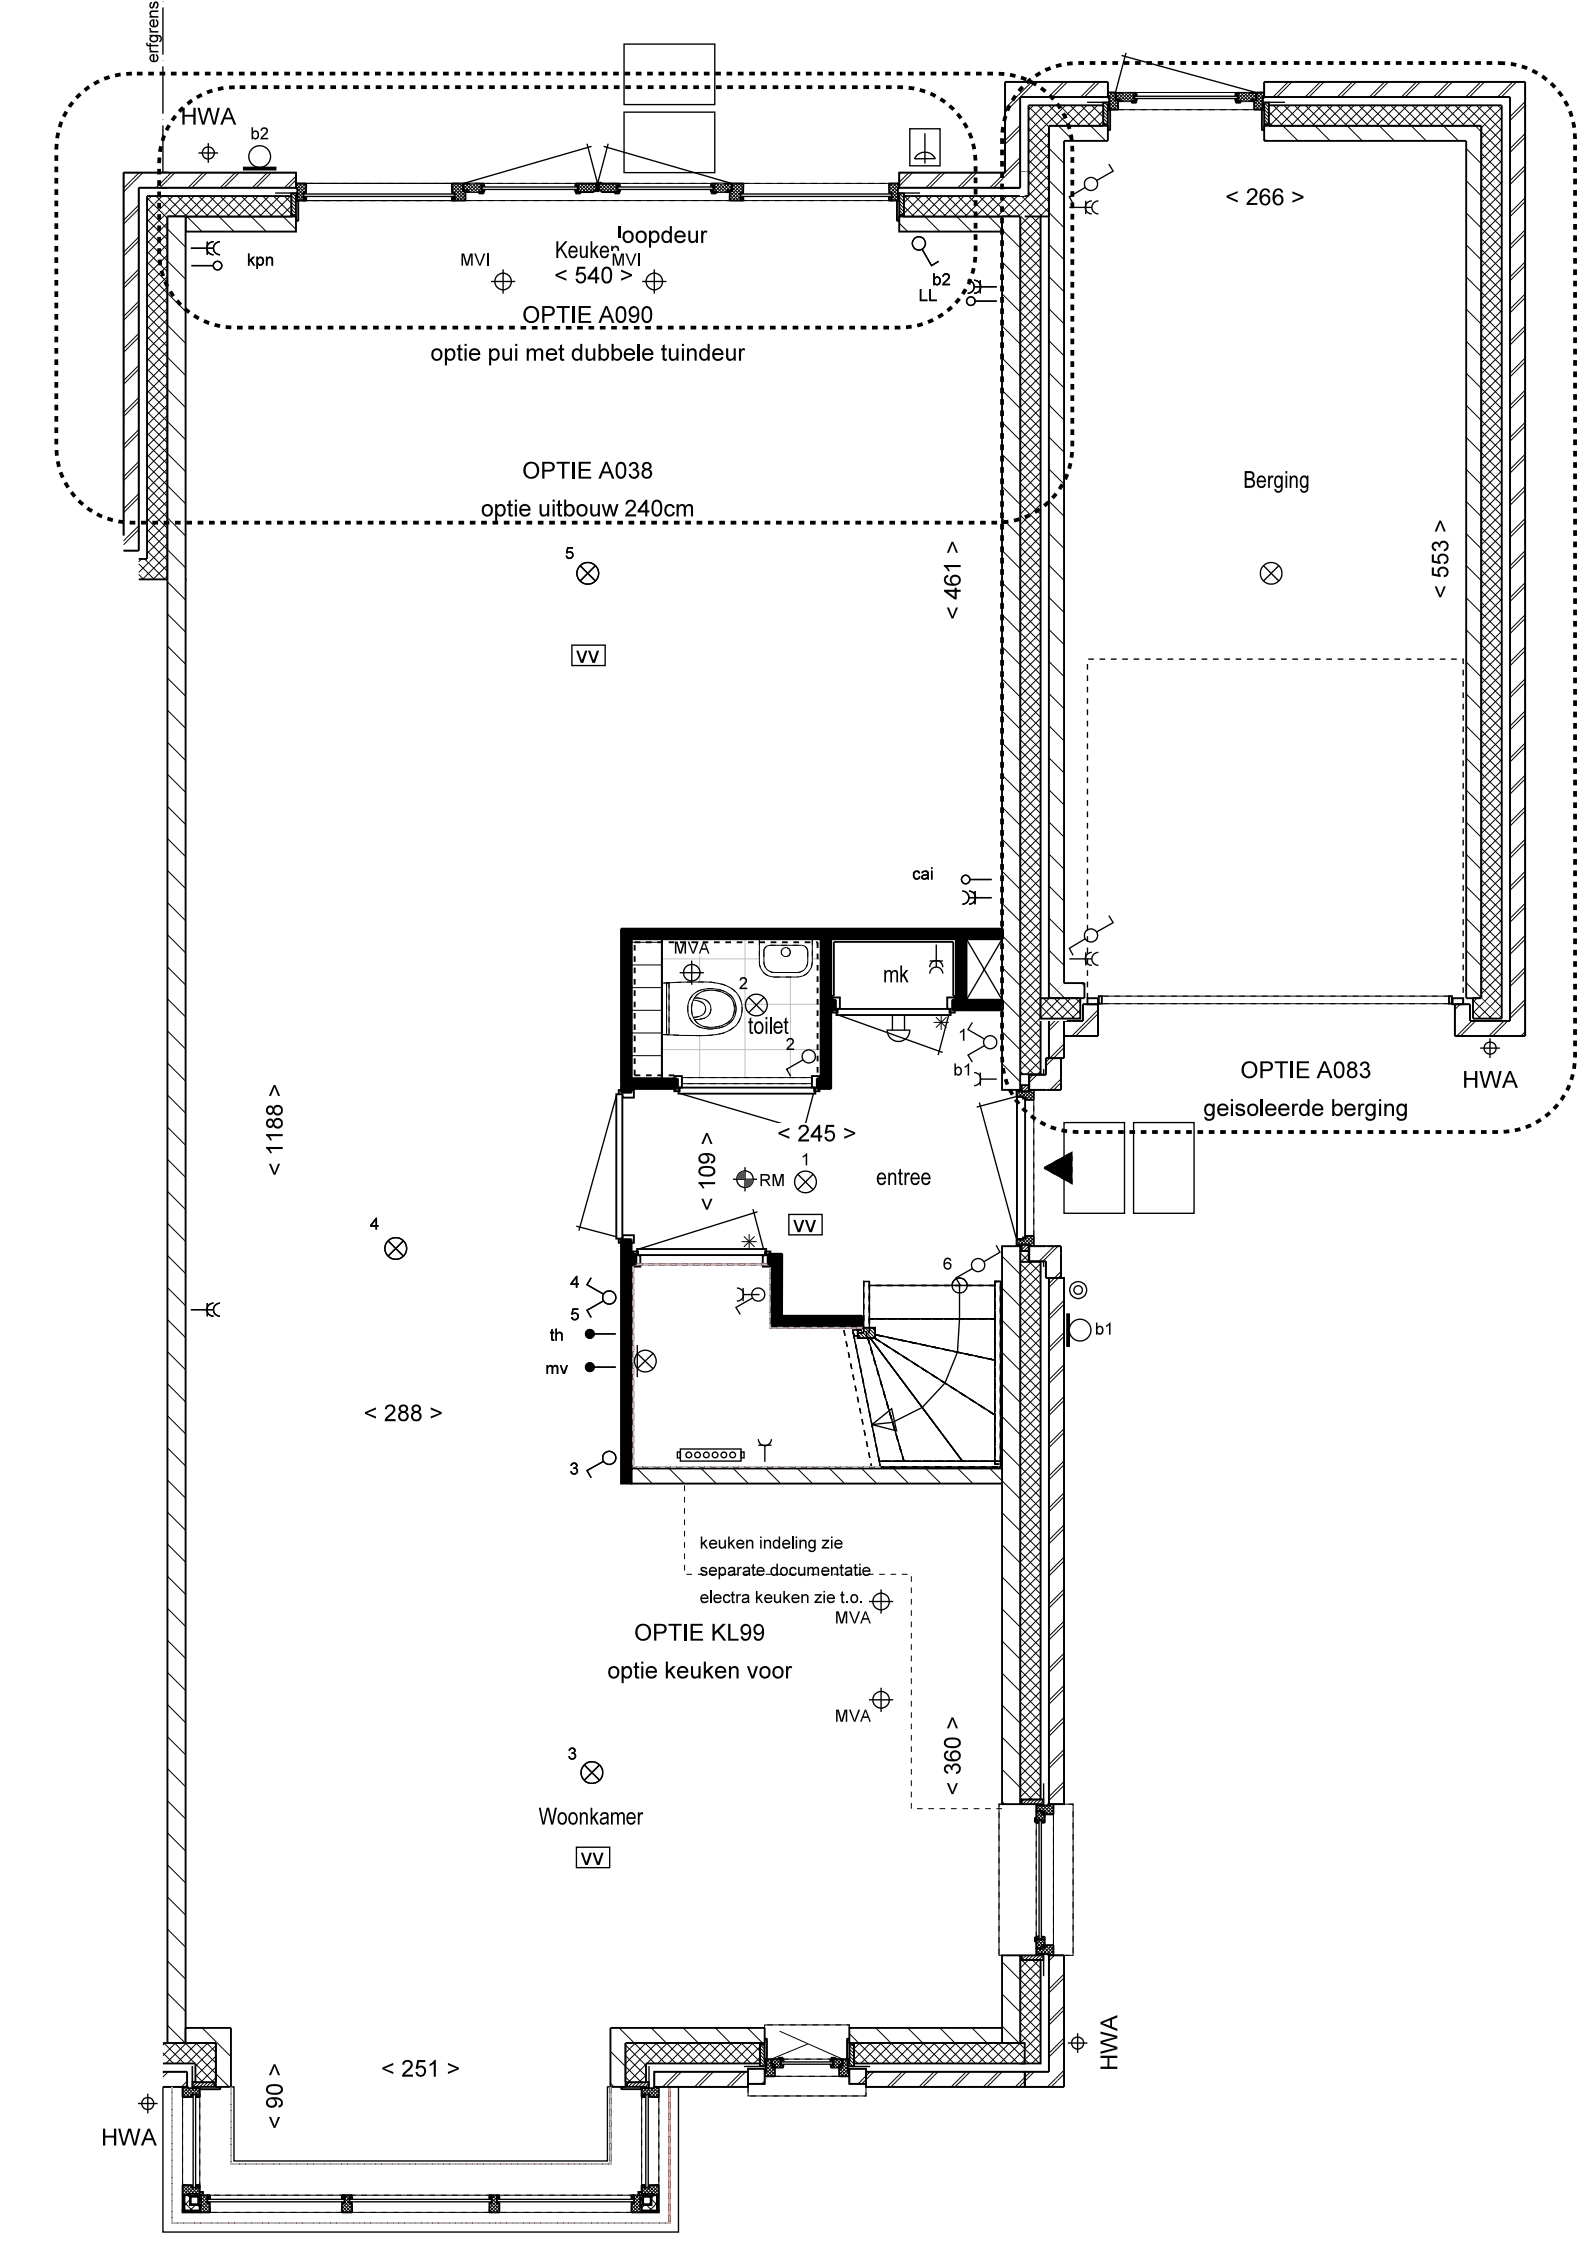 erfgrens
HWA
b2
< 266 >
loopdeur
Keuken
kpn
MVI
MVI
< 540 >
b2
LL
OPTIE A090
optie pui met dubbele tuindeur
OPTIE A038
optie uitbouw 240cm
Berging
5
< 461 >
< 553 >
VV
cai
MVA
mk
2
toilet
2
1
b1
OPTIE A083
HWA
geisoleerde berging
< 1188 >
< 245 >
< 109 >
1
RM
entree
VV
4
6
4
5
th
b1
mv
< 288 >
3
keuken indeling zie
separate documentatie
electra keuken zie t.o.
MVA
OPTIE KL99
optie keuken voor
MVA
< 360 >
3
Woonkamer
VV
HWA
< 251 >
< 90 >
HWA